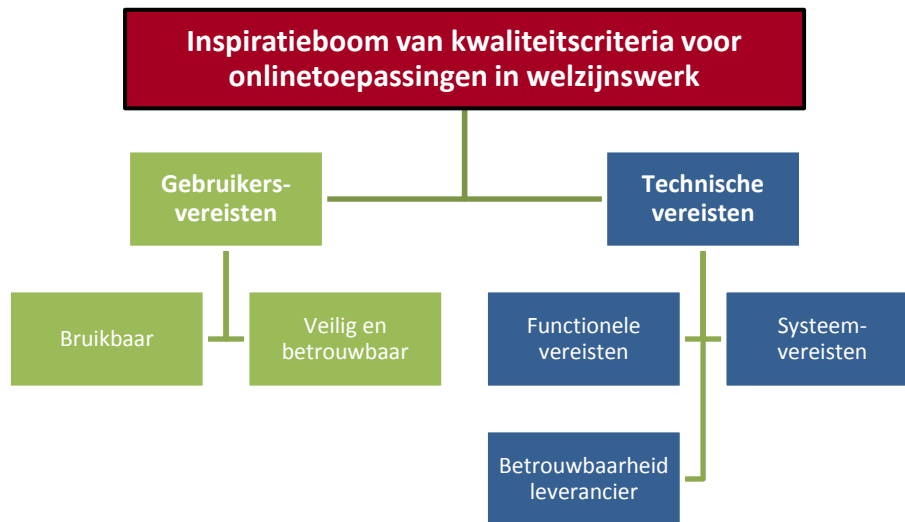 Inspiratieboom van kwaliteitscriteria voor
onlinetoepassingen in welzijnswerk
Gebruikers-
vereisten
Technische
vereisten
Bruikbaar
Veilig en
betrouwbaar
Functionele
vereisten
Systeem-
vereisten
Betrouwbaarheid
leverancier